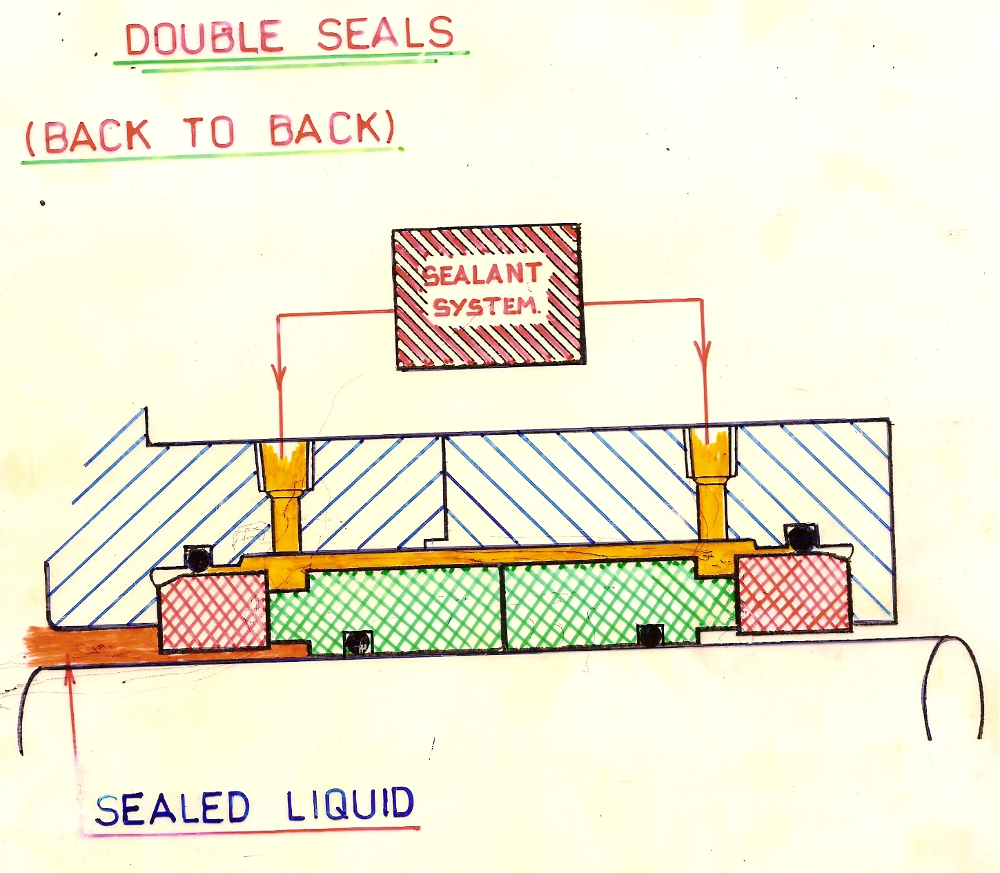 DOUBLE SEALS
(BACK TO BACK)
SEALANT
SYSTEM.
SEALED LIQUID